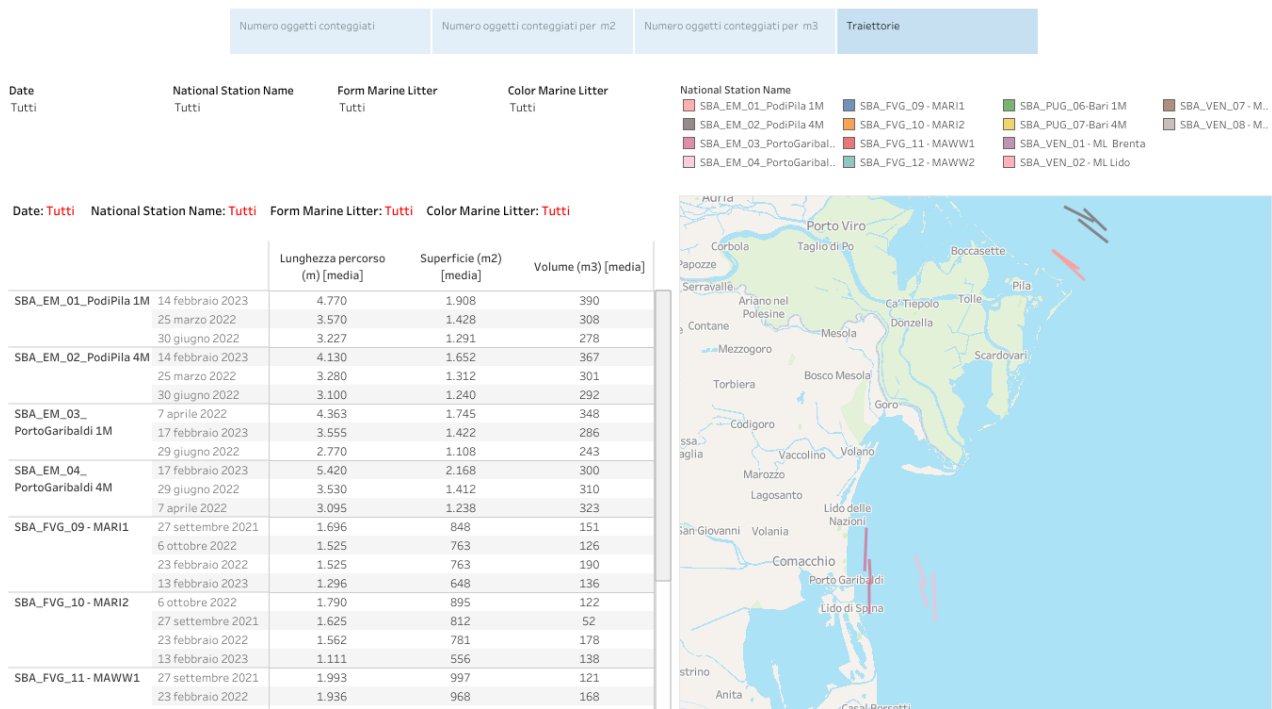 Numero oggetti conteggiati
Numero oggetti conteggiati per m2
Numero oggetti conteggiati per m3
Traiettorie
Date
Tutti
National Station Name
Tutti
Form Marine Litter
Tutti
Color Marine Litter
Tutti
National Station Name
SBA_EM_01_PodiPila 1M
SBA_EM_02_PodiPila 4M
SBA_EM_03_PortoGaribal..
SBA_EM_04_PortoGaribal..
SBA_FVG_09 - MARI1
SBA_FVG_10 - MARI2
SBA_FVG_11 - MAWW1
SBA_FVG_12 - MAWW2
SBA_PUG_06-Bari 1M
SBA_PUG_07-Bari 4M
SBA_VEN_01 - ML Brenta
SBA_VEN_02 - ML Lido
SBA_VEN_07 - M..
SBA_VEN_08 - M..
Date: Tutti National Station Name: Tutti Form Marine Litter: Tutti Color Marine Litter: Tutti
Lunghezza percorso
(m) [media]
Superficie (m2)
[media]
Volume (m3) [media]
SBA_EM_01_PodiPila 1M 14 febbraio 2023 4.770 1.908 390
25 marzo 2022 3.570 1.428 308
30 giugno 2022 3.227 1.291 278
SBA_EM_02_PodiPila 4M 14 febbraio 2023 4.130 1.652 367
25 marzo 2022 3.280 1.312 301
30 giugno 2022 3.100 1.240 292
SBA_EM_03_
PortoGaribaldi 1M
7 aprile 2022 4.363 1.745 348
17 febbraio 2023 3.555 1.422 286
29 giugno 2022 2.770 1.108 243
SBA_EM_04_
PortoGaribaldi 4M
17 febbraio 2023 5.420 2.168 300
29 giugno 2022 3.530 1.412 310
7 aprile 2022 3.095 1.238 323
SBA_FVG_09 - MARI1 27 settembre 2021 1.696 848 151
6 ottobre 2022 1.525 763 126
23 febbraio 2022 1.525 763 190
13 febbraio 2023 1.296 648 136
SBA_FVG_10 - MARI2 6 ottobre 2022 1.790 895 122
27 settembre 2021 1.625 812 52
23 febbraio 2022 1.562 781 178
13 febbraio 2023 1.111 556 138
SBA_FVG_11 - MAWW1 27 settembre 2021 1.993 997 121
23 febbraio 2022 1.936 968 168
Adria
Porto Viro
Corbola
Taglio di Po
Boccasette
Papozze
Serravalle
Pila
Ariano nel
Polesine
Ca' Tiepolo
Tolle
Contane
Mesola
Donzella
Mezzogoro
Scardovari
Bosco Mesola
Torbiera
Goro
Codigoro
ssa
aglia
Vaccolino
Volano
Marozzo
Lagosanto
Lido delle
Nazioni
San Giovanni
Volania
Comacchio
Porto Garibaldi
Lido di Spina
strino
Anita
Casal Borsetti